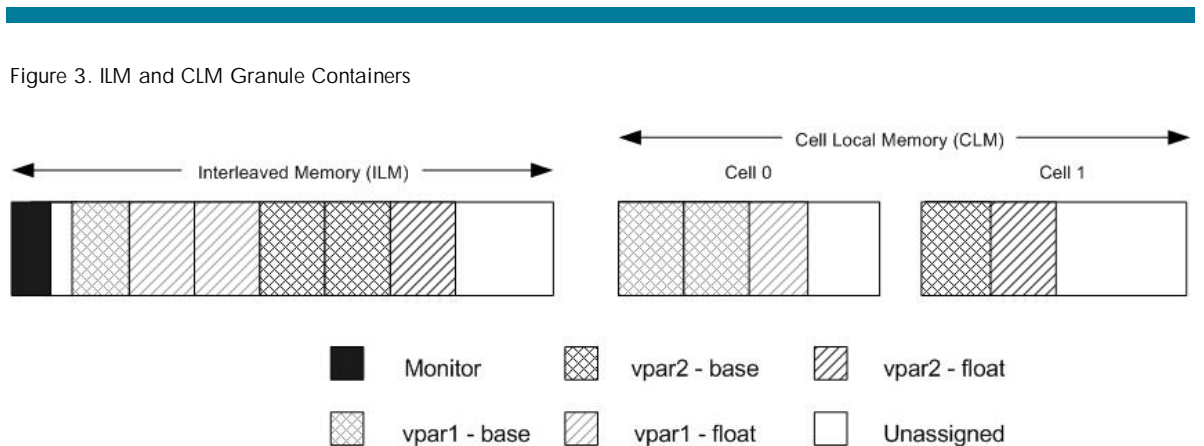 Figure 3. ILM and CLM Granule Containers
Cell Local Memory (CLM)
Interleaved Memory (ILM)
Cell 0
Cell 1
Monitor
vpar2 - base
vpar2 - float
vpar1 - base
vpar1 - float
Unassigned